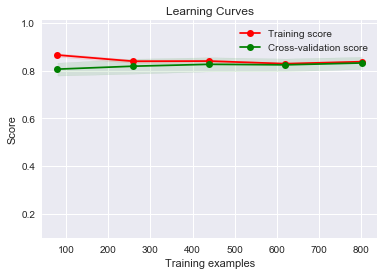 Learning Curves
1.0
0.8
0.6
0.4
0.2
Score
Training score
Cross-validation score
100 200 300 400 500 600 700 800
Training examples